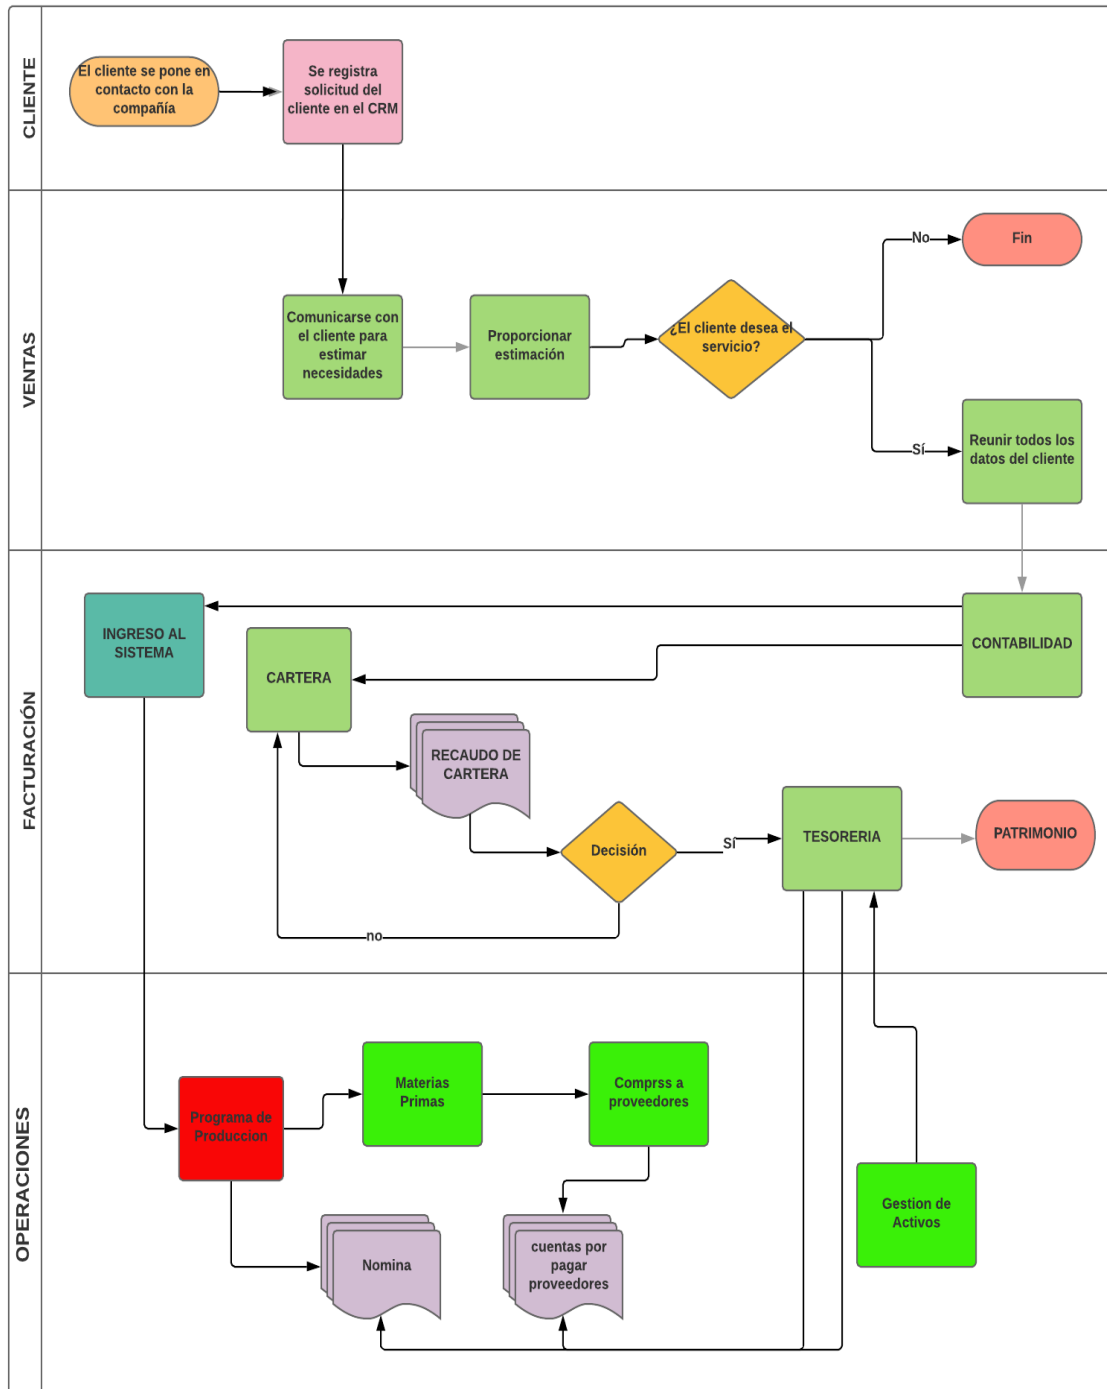 CLIENTE
El cliente se pone en
contacto con la
compañía
Se registra
solicitud del
cliente en el CRM
VENTAS
Comunicarse con
el cliente para
estimar
necesidades
Proporcionar
estimación
¿El cliente desea el
servicio?
No
Fin
Sí
Reunir todos los
datos del cliente
FACTURACIÓN
INGRESO AL
SISTEMA
CARTERA
CONTABILIDAD
RECAUDO DE
CARTERA
Decisión
Sí
no
TESORERIA
PATRIMONIO
OPERACIONES
Programa de
Produccion
Materias
Primas
Comprss a
proveedores
Nomina
cuentas por
pagar
proveedores
Gestion de
Activos